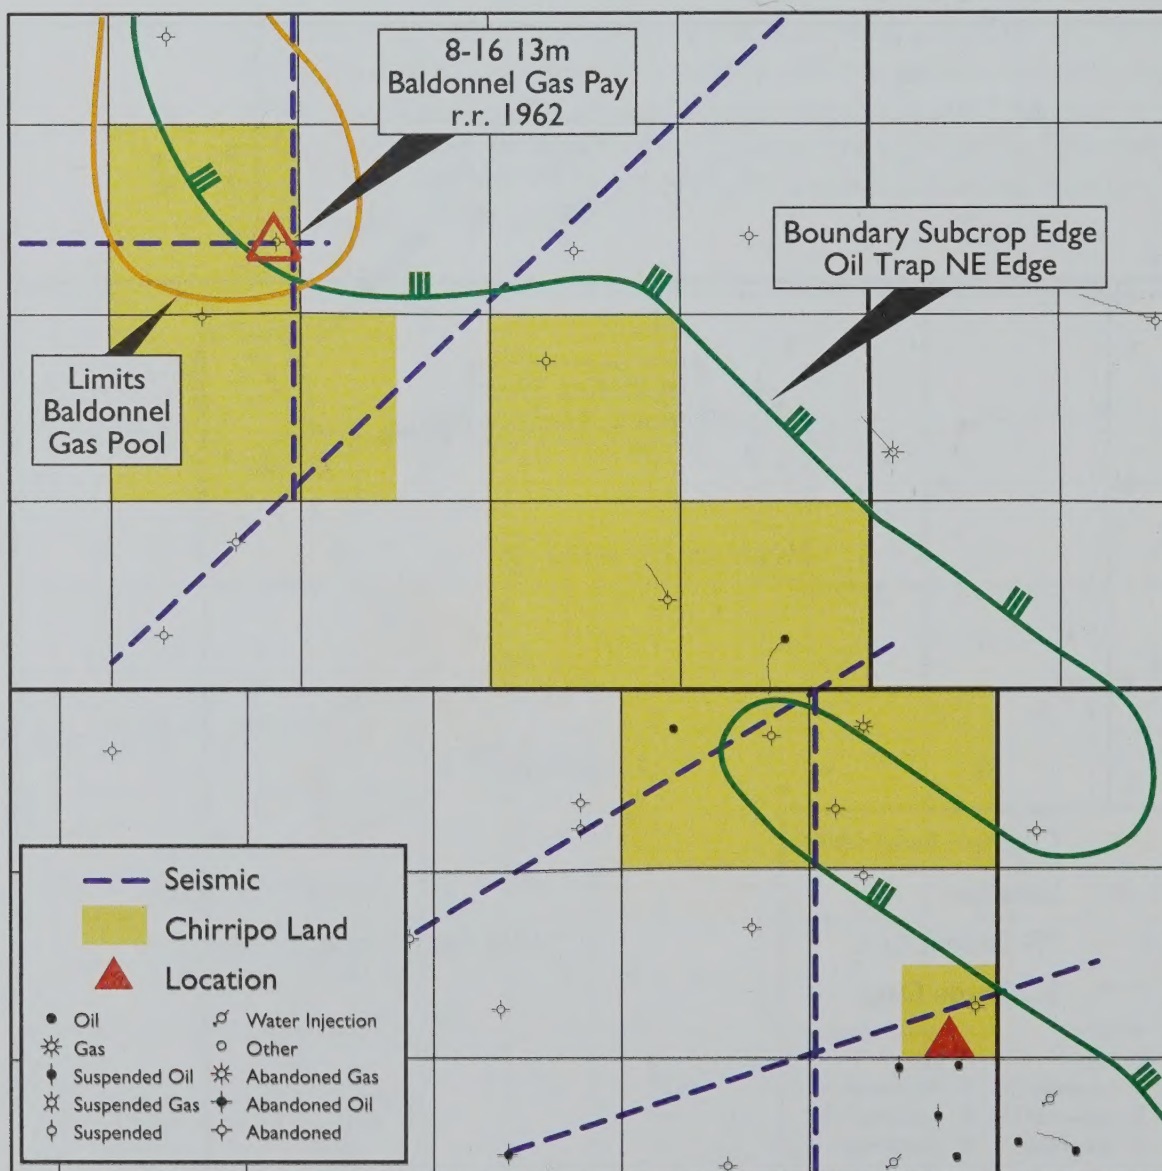 8-16 13m
Baldonnel Gas Pay
r.r. 1962
Boundary Subcrop Edge
Oil Trap NE Edge
Limits
Baldonnel
Gas Pool
Seismic
Chirripo Land
Location
Oil
Gas
Suspended Oil
Suspended Gas
Suspended
Water Injection
Other
Abandoned Gas
Abandoned Oil
Abandoned